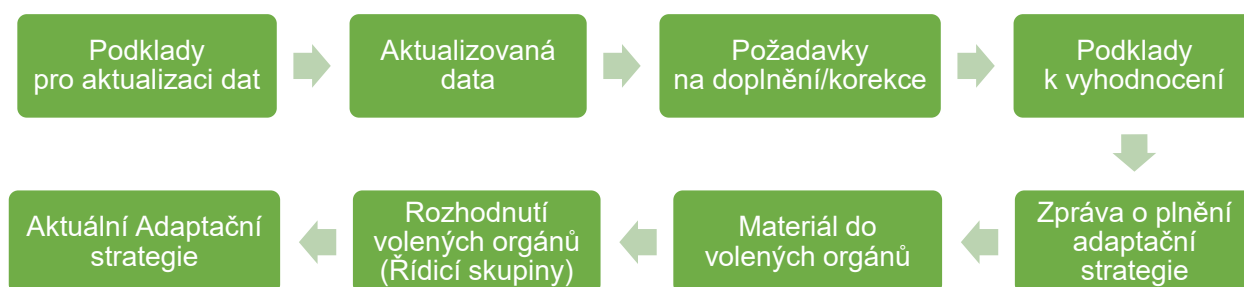 Podklady
pro aktualizaci dat
Aktualizovaná
data
Požadavky
na doplnění/korekce
Podklady
k vyhodnocení
Zpráva o plnění
adaptační
strategie
Materiál do
volených orgánů
Rozhodnutí
volených orgánů
(Řídicí skupiny)
Aktuální Adaptační
strategie